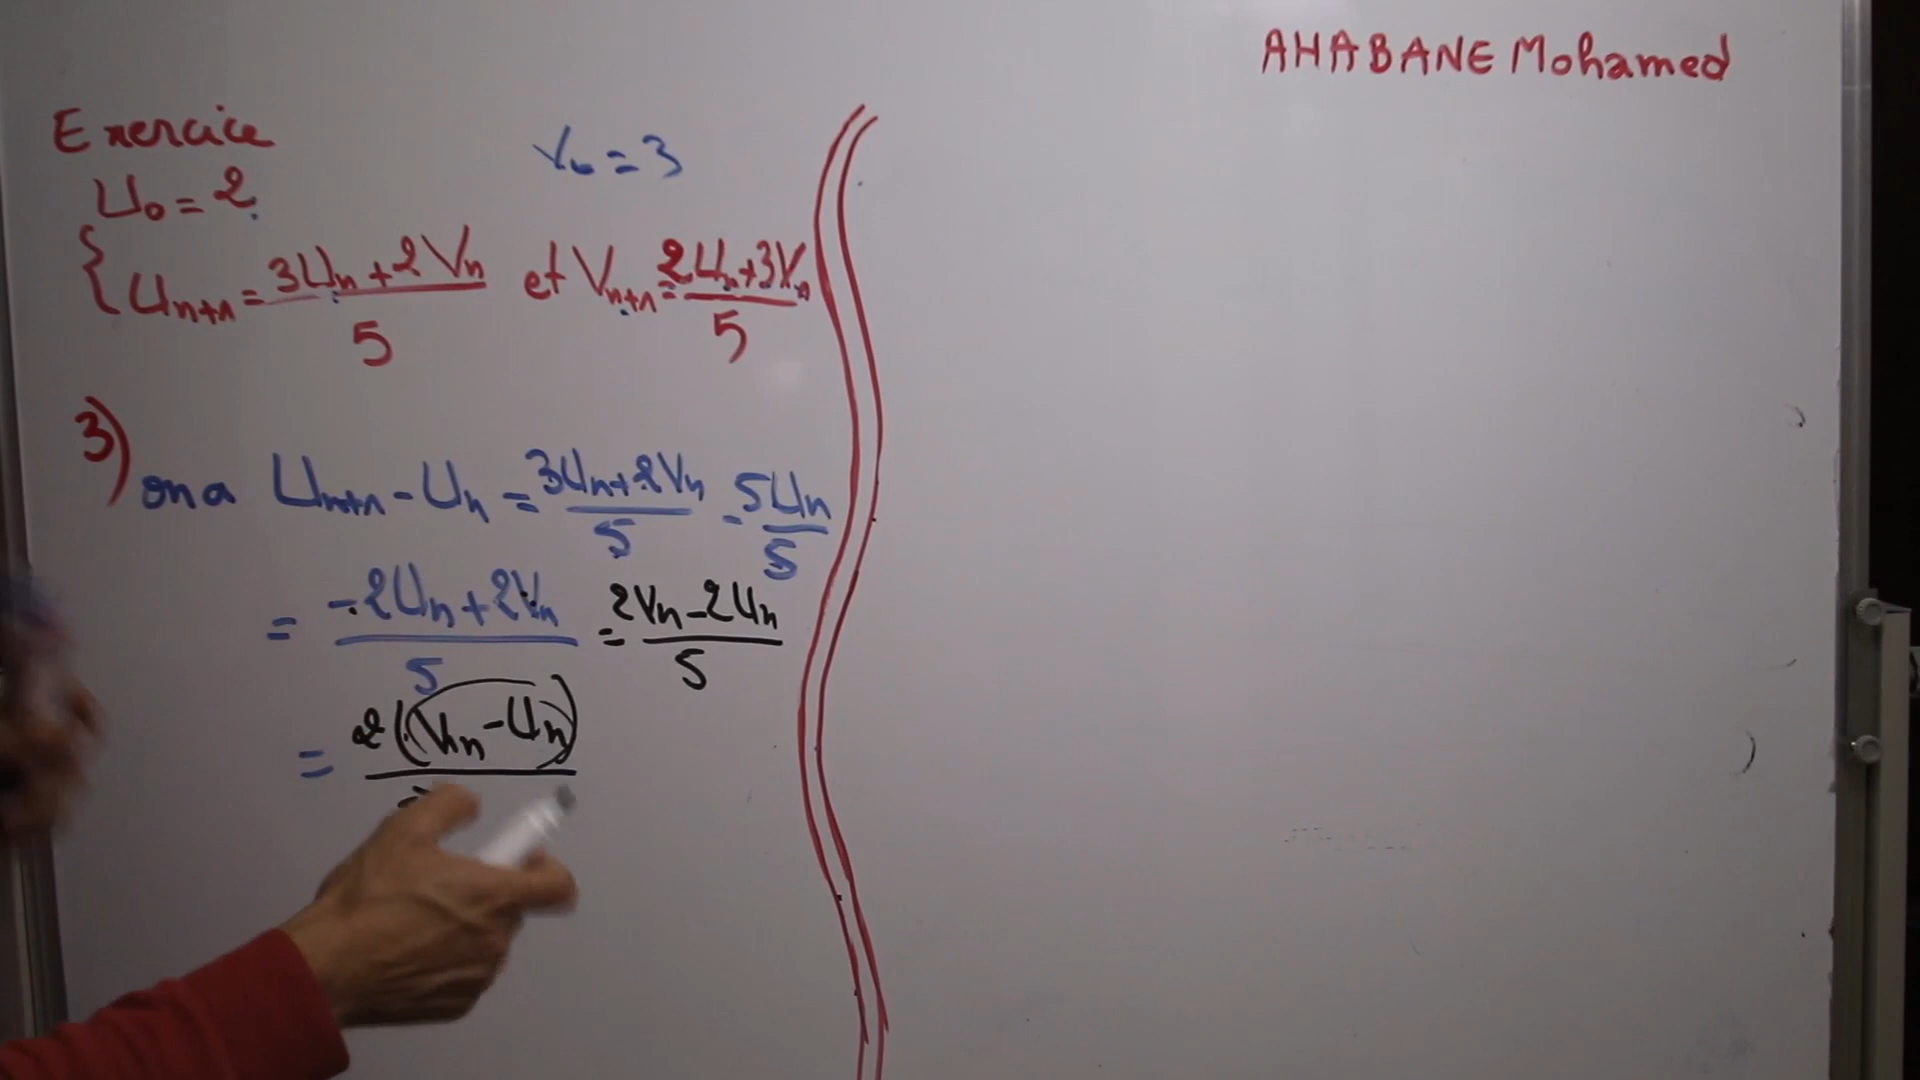 AHABANE Mohamed
Exercice
V₀ = 3
U₀ = 2
{ Uₙ₊₁ = (3Uₙ + 2Vₙ)/5 et Vₙ₊₁ = (2Uₙ + 3Vₙ)/5
3)
on a Uₙ₊₁ - Uₙ = (3Uₙ + 2Vₙ)/5 - 5Uₙ/5
= (-2Uₙ + 2Vₙ)/5 = (2Vₙ - 2Uₙ)/5
= 2(Vₙ - Uₙ)